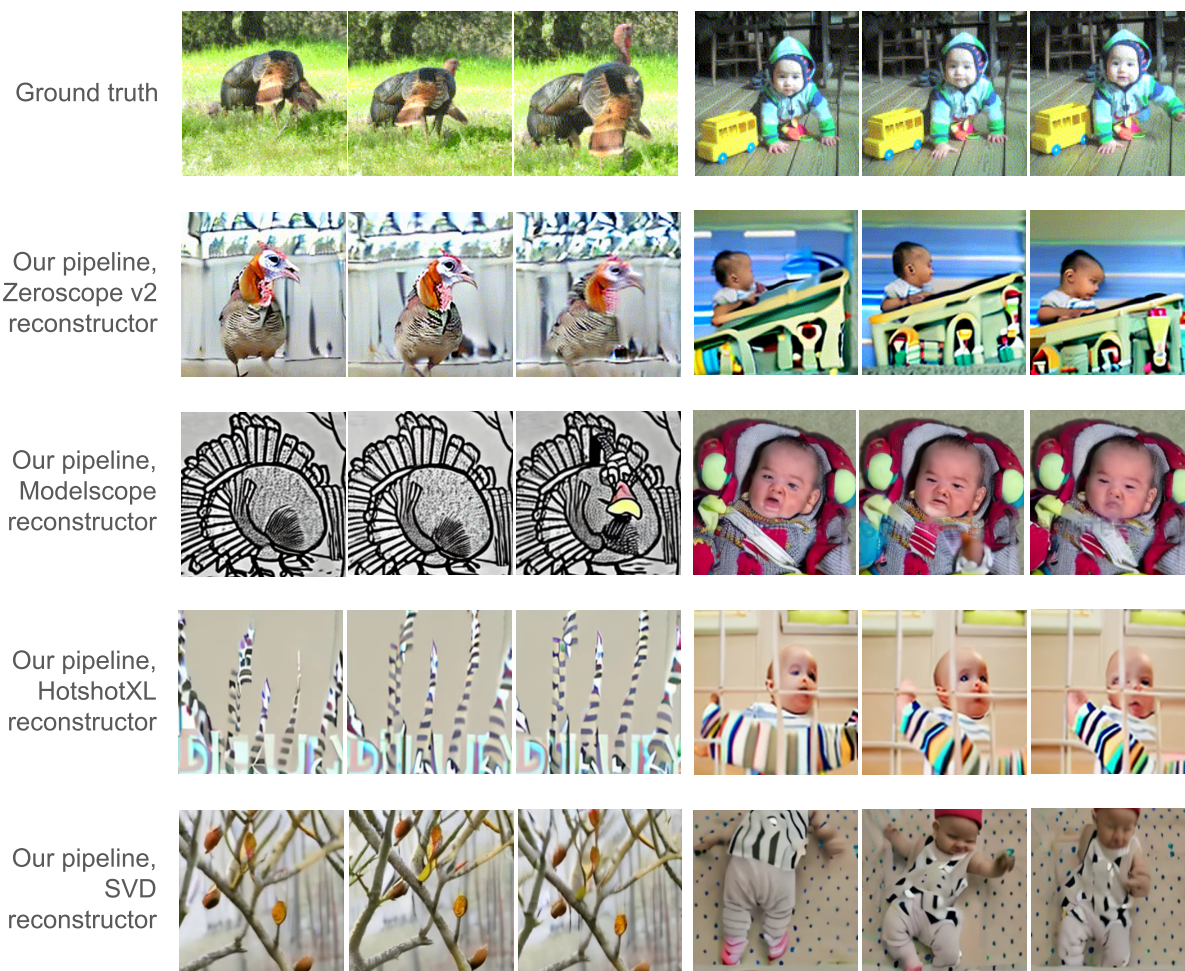 Ground truth
Our pipeline,
Zeroscope v2
reconstructor
Our pipeline,
Modelscope
reconstructor
Our pipeline,
HotshotXL
reconstructor
Our pipeline,
SVD
reconstructor